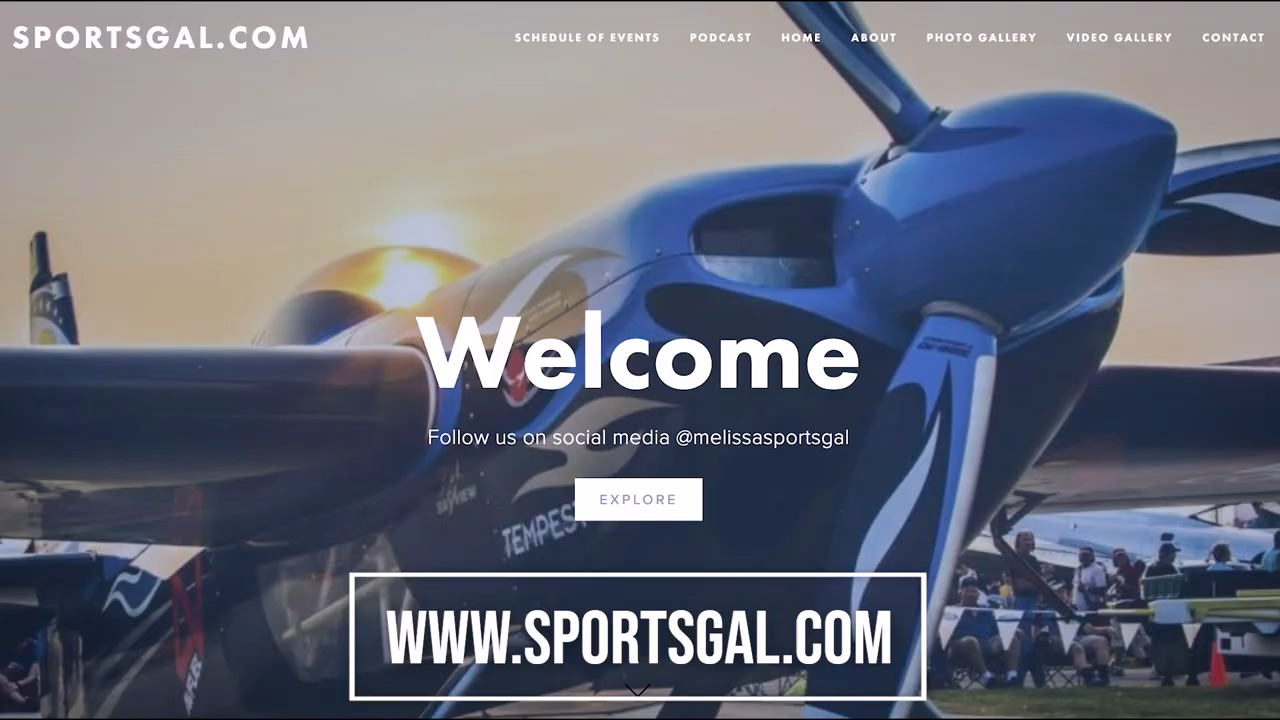 SPORTSGAL.COM
SCHEDULE OF EVENTS PODCAST HOME ABOUT PHOTO GALLERY VIDEO GALLERY CONTACT
Welcome
Follow us on social media @melissasportsgal
EXPLORE
TEMPEST
WWW.SPORTSGAL.COM